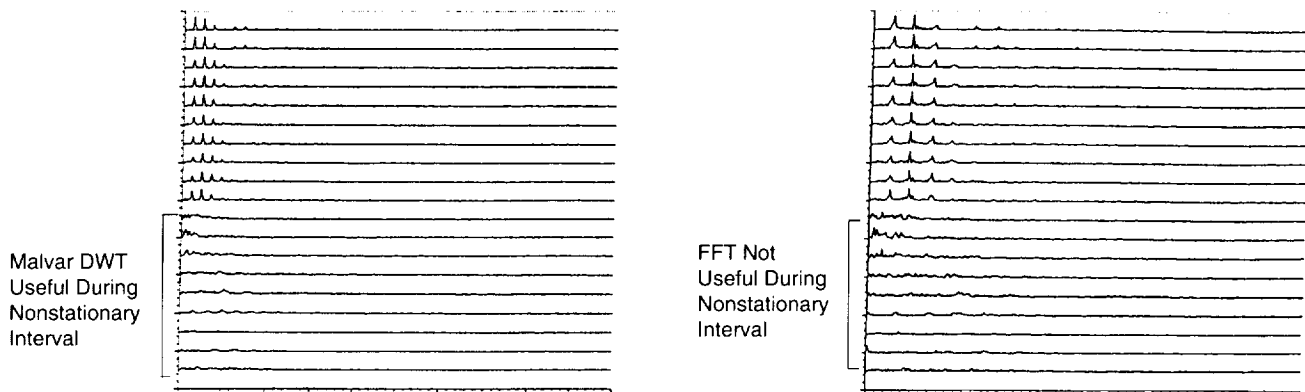 Malvar DWT
Useful During
Nonstationary
Interval
FFT Not
Useful During
Nonstationary
Interval